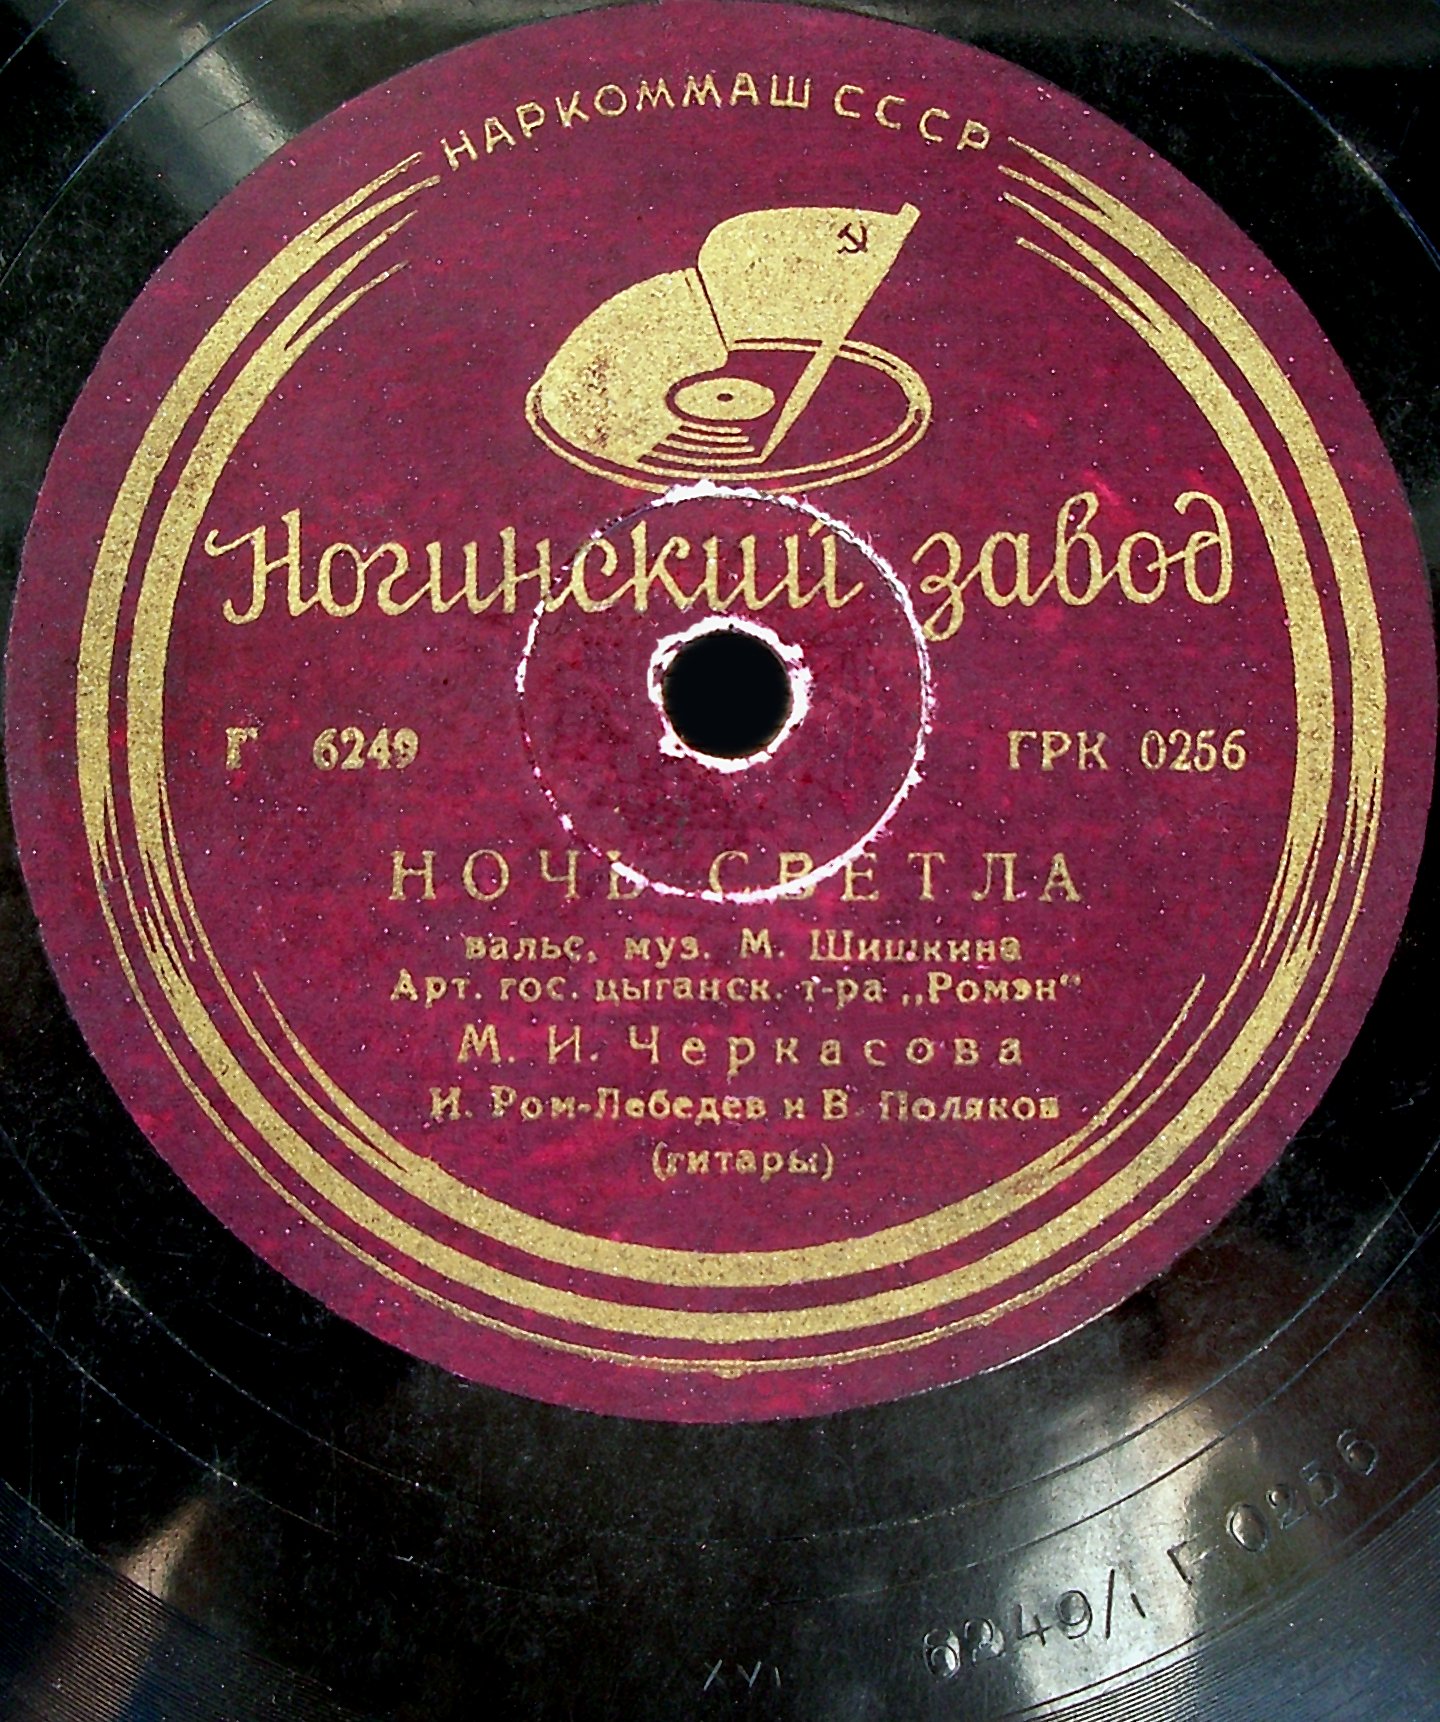 НАРКОММАШ СССР
Ногинский завод
Г 6249
ГРК 0256
НОЧЬ СВЕТЛА
вальс, муз. М. Шишкина
Арт. гос. цыганск. т-ра „Ромэн“
М. И. Черкасова
И. Ром-Лебедев и В. Поляков
(гитары)
6249/1 Г 0256
XVI